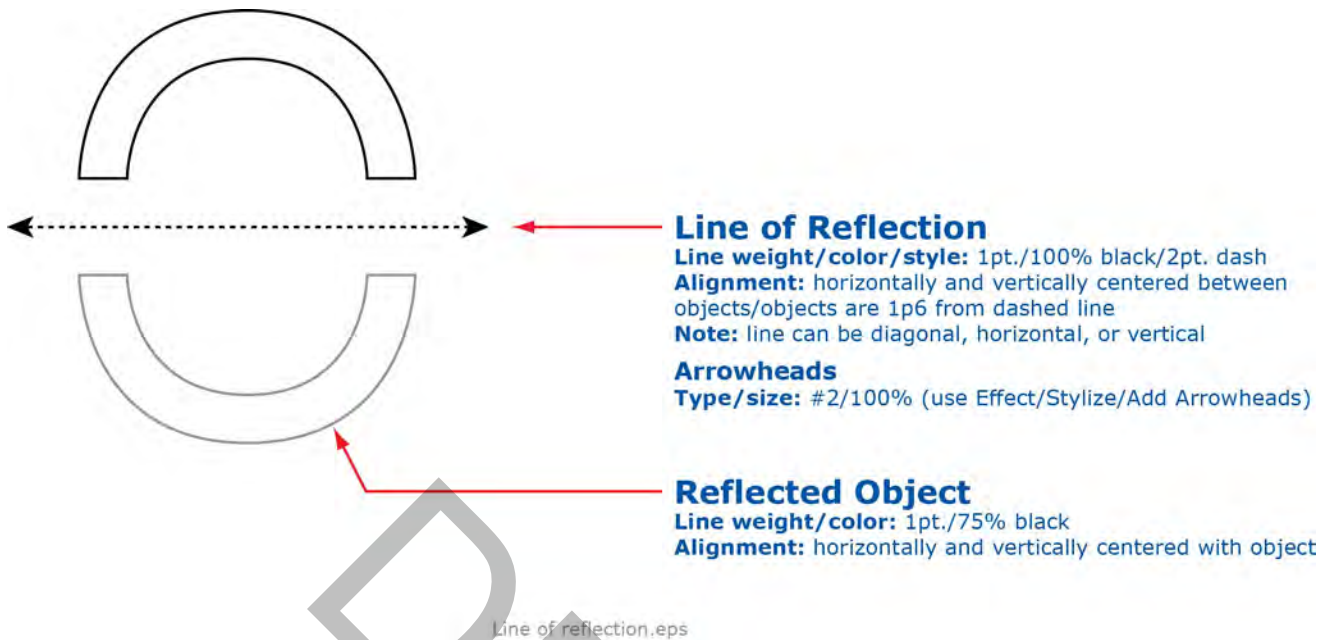 Line of Reflection
Line weight/color/style: 1pt./100% black/2pt. dash
Alignment: horizontally and vertically centered between
objects/objects are 1p6 from dashed line
Note: line can be diagonal, horizontal, or vertical
Arrowheads
Type/size: #2/100% (use Effect/Stylize/Add Arrowheads)
Reflected Object
Line weight/color: 1pt./75% black
Alignment: horizontally and vertically centered with object
Line of reflection.eps